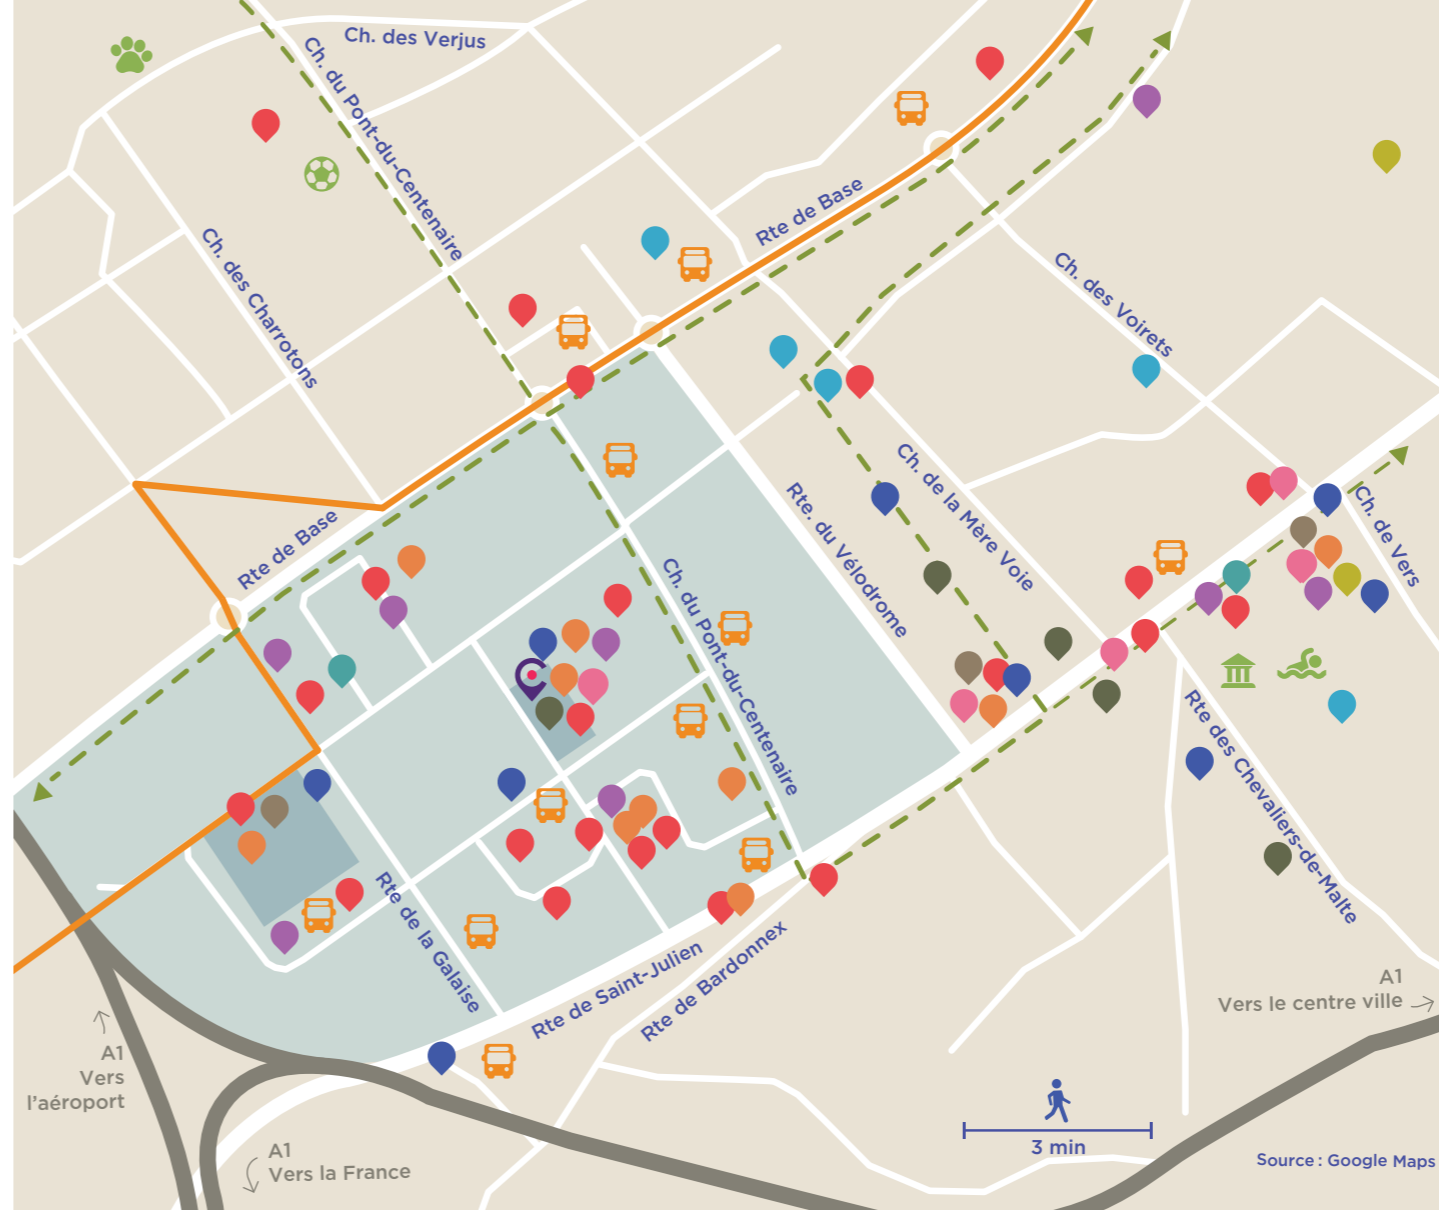 Ch. des Verjus
Ch. du Pont-du-Centenaire
Ch. des Charrotons
Rte de Base
Ch. des Voirets
Rte de Base
Rte. du Vélodrome
Ch. de la Mère Voie
Ch. de Vers
Ch. du Pont-du-Centenaire
Rte des Chevaliers-de-Malte
Rte de la Galaise
Rte de Saint-Julien
Rte de Bardonnex
A1
Vers le centre ville
A1
Vers
l'aéroport
A1
Vers la France
3 min
Source : Google Maps